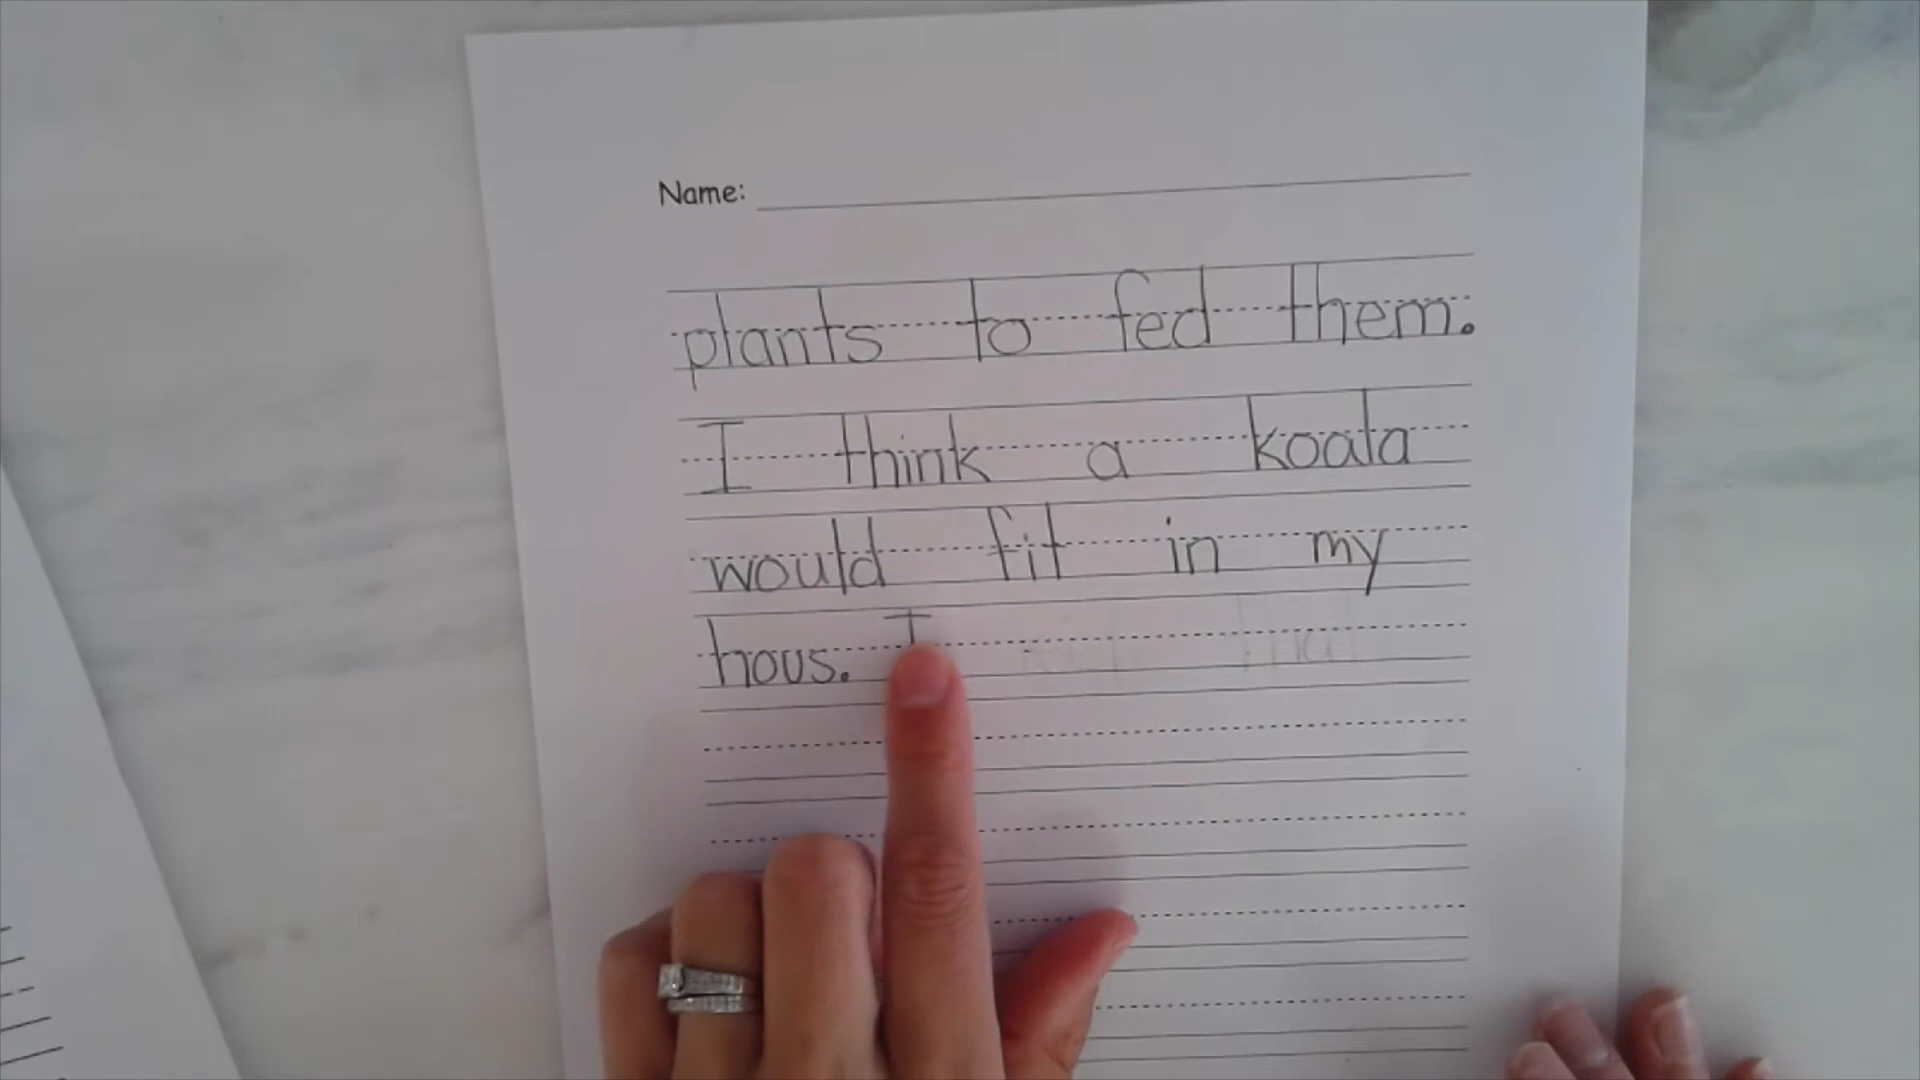 Name:
plants to fed them.
I think a koala
would fit in my
hous. I